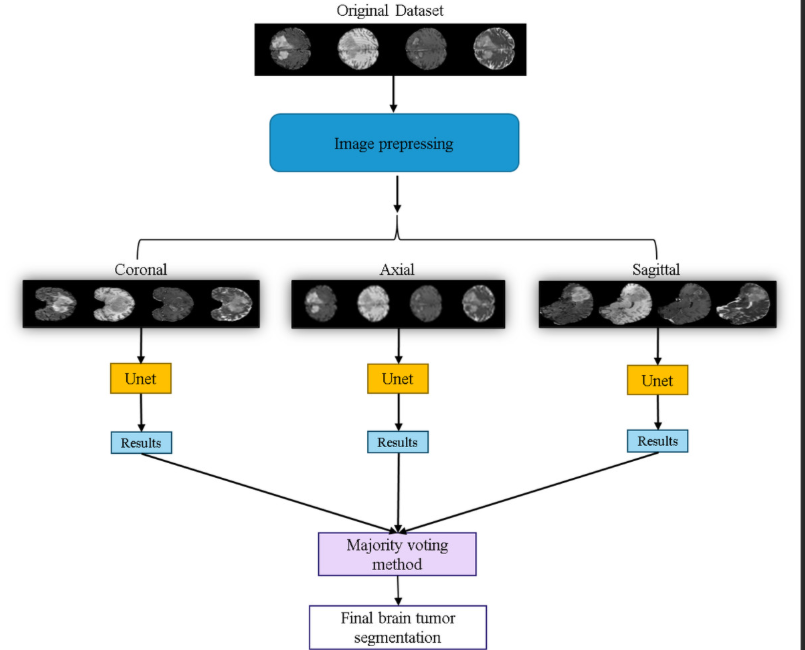 Original Dataset
Image prepressing
Coronal
Axial
Sagittal
Unet
Unet
Unet
Results
Results
Results
Majority voting
method
Final brain tumor
segmentation